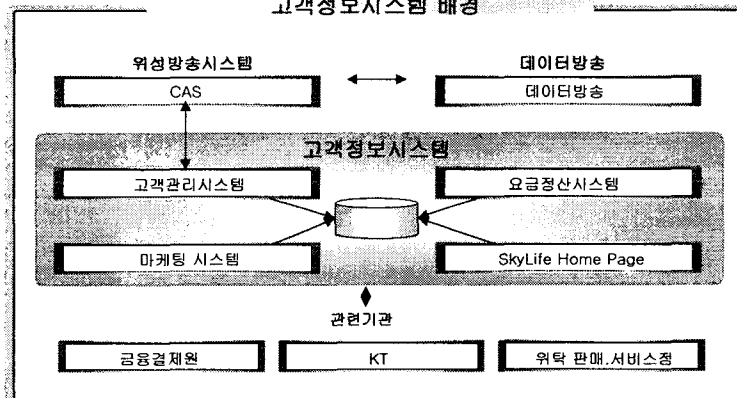 고객정보시스템 배경
위성방송시스템
데이터방송
CAS
데이터방송
고객정보시스템
고객관리시스템
요금정산시스템
마케팅 시스템
SkyLife Home Page
관련기관
금융결제원
KT
위탁 판매.서비스점